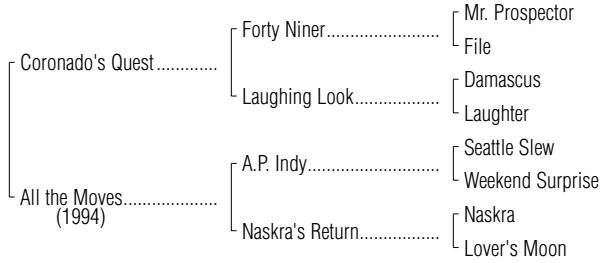 Mr. Prospector
Forty Niner.......................
File
Coronado's Quest.............
Damascus
Laughing Look.................
Laughter
Seattle Slew
A.P. Indy...........................
Weekend Surprise
All the Moves....................
(1994)
Naskra
Naskra's Return................
Lover's Moon